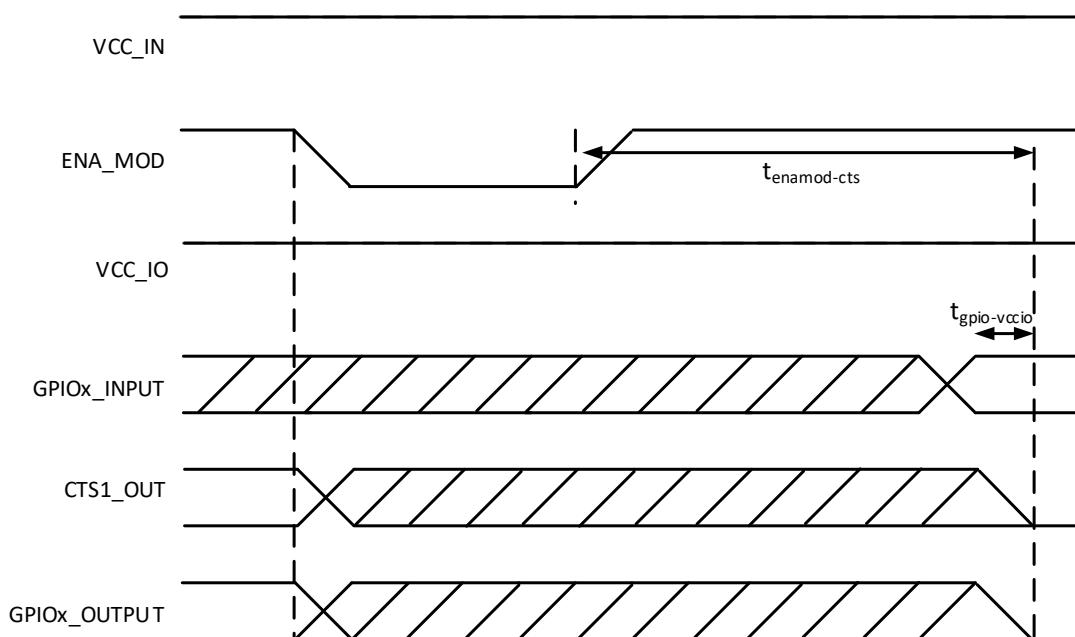 VCC_IN
ENA_MOD
tenamod-cts
VCC_IO
tgpio-vccio
GPIOx_INPUT
CTS1_OUT
GPIOx_OUTPUT